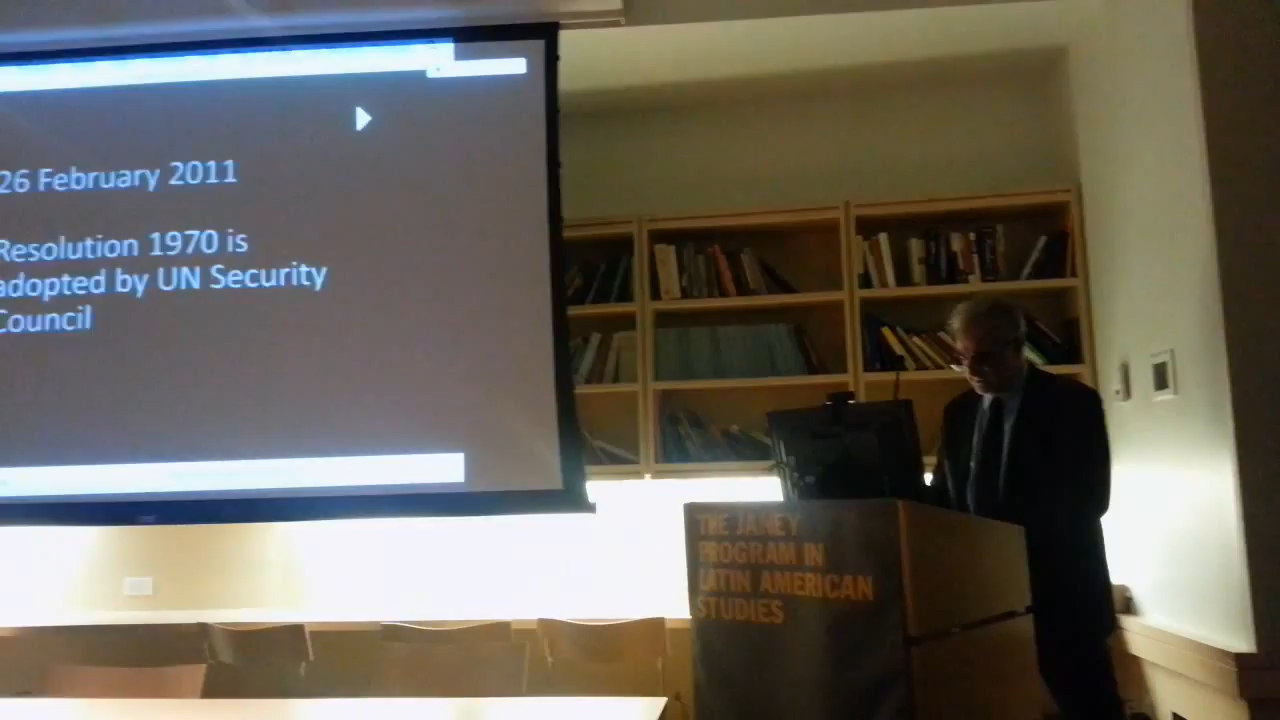 26 February 2011
Resolution 1970 is
adopted by UN Security
Council
THE JANEY
PROGRAM IN
LATIN AMERICAN
STUDIES